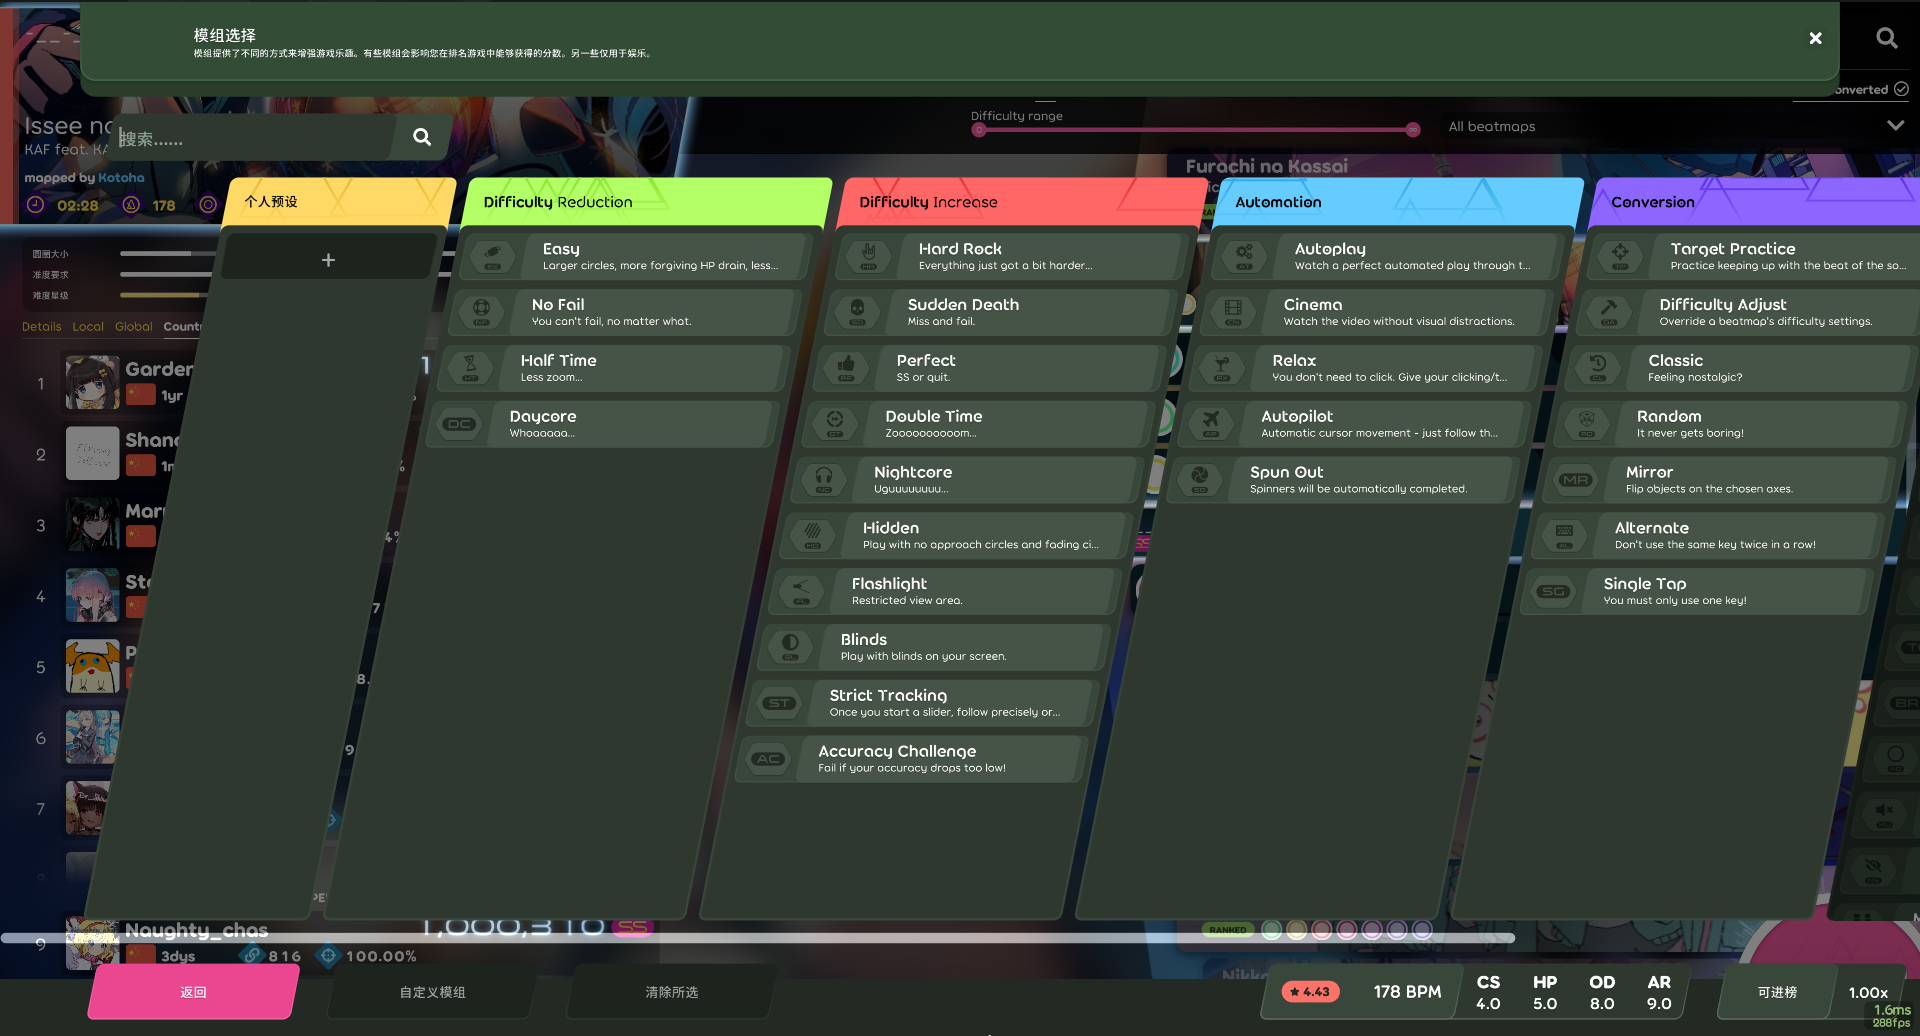 模组选择
模组提供了不同的方式来增强游戏乐趣。有些模组会影响您在排名游戏中能够获得的分数。另一些仅用于娱乐。
搜索……
Difficulty range
All beatmaps
Issee
KAF feat.
mapped by Kotoha
02:28
178
圆圈大小
准度要求
难度星级
Details Local Global
Furachi na Kassai
个人预设
+
Difficulty Reduction
Easy
Larger circles, more forgiving HP drain, less...
No Fail
You can't fail, no matter what.
Half Time
Less zoom...
DC
Daycore
Whoaaaaa...
Difficulty Increase
Hard Rock
Everything just got a bit harder...
Sudden Death
Miss and fail.
Perfect
SS or quit.
Double Time
Zoooooooooom...
Nightcore
Uguuuuuuuu...
Hidden
Play with no approach circles and fading ci...
Flashlight
Restricted view area.
Blinds
Play with blinds on your screen.
ST
Strict Tracking
Once you start a slider, follow precisely or...
AC
Accuracy Challenge
Fail if your accuracy drops too low!
Automation
Autoplay
Watch a perfect automated play through t...
Cinema
Watch the video without visual distractions.
Relax
You don't need to click. Give your clicking/t...
Autopilot
Automatic cursor movement - just follow th...
Spun Out
Spinners will be automatically completed.
Conversion
Target Practice
Practice keeping up with the beat of the so...
Difficulty Adjust
Override a beatmap's difficulty settings.
Classic
Feeling nostalgic?
Random
It never gets boring!
MR
Mirror
Flip objects on the chosen axes.
Alternate
Don't use the same key twice in a row!
SG
Single Tap
You must only use one key!
1
Garden
1yr
2
3
4
5
6
7
9
Naughty_chas
3dys
816
100.00%
1,000,310
SS
RANKED
返回
自定义模组
清除所选
4.43
178 BPM
CS HP OD AR
4.0 5.0 8.0 9.0
可进榜
1.00x
1.6ms
288fps